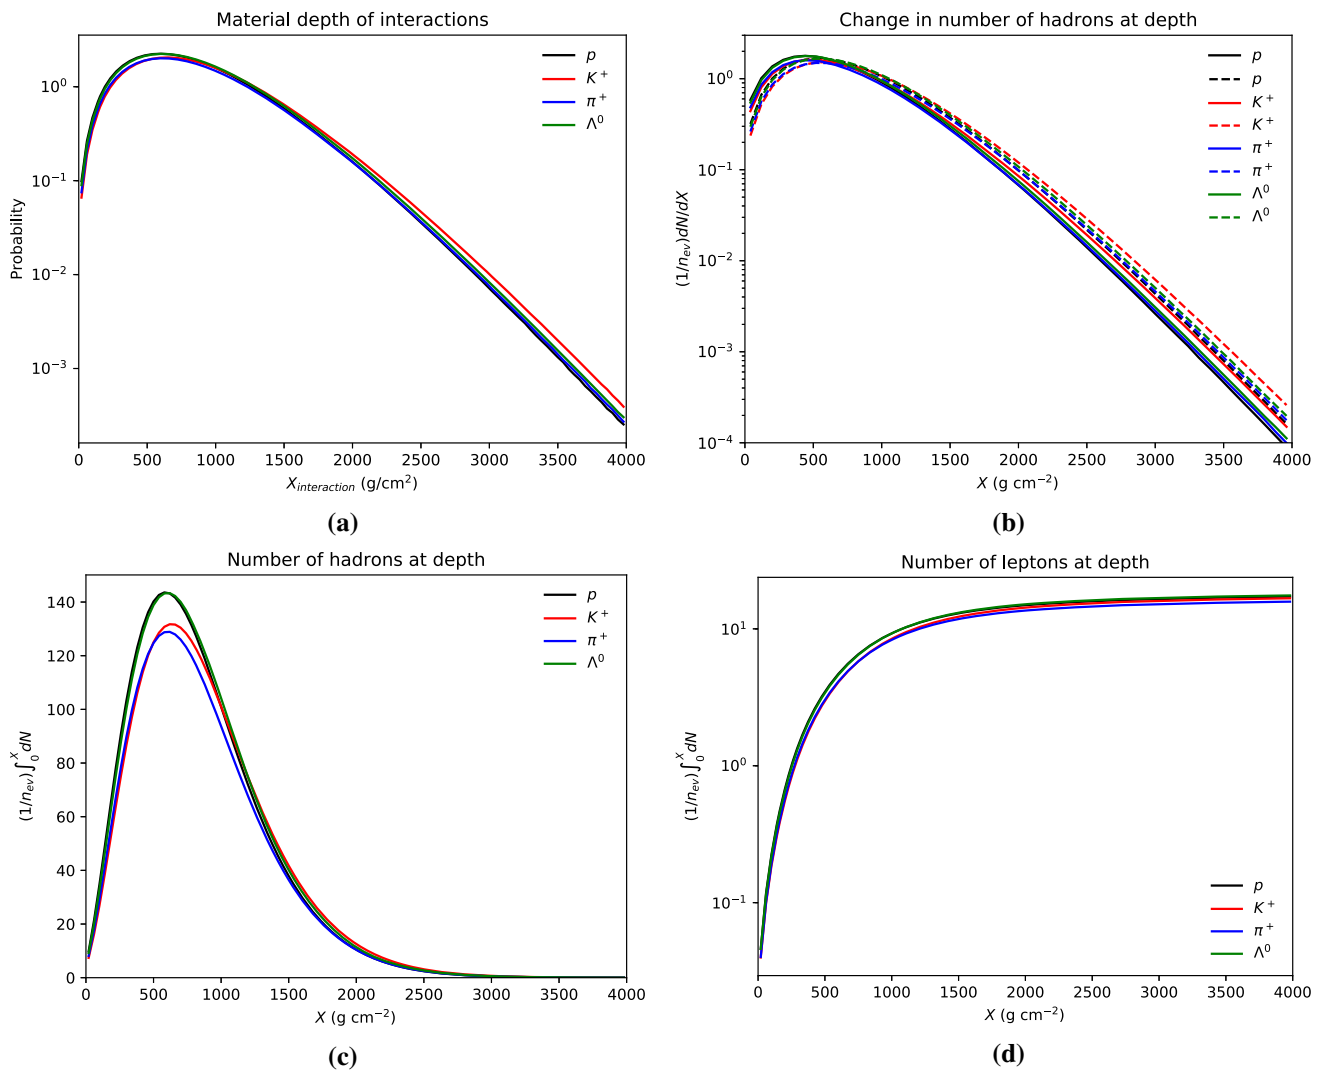 Material depth of interactions
Probability
10⁰
10⁻¹
10⁻²
10⁻³
p
K⁺
π⁺
Λ⁰
0 500 1000 1500 2000 2500 3000 3500 4000
X_interaction (g/cm²)
(a)
Change in number of hadrons at depth
(1/n_ev)dN/dX
10⁰
10⁻¹
10⁻²
10⁻³
10⁻⁴
p
p
K⁺
K⁺
π⁺
π⁺
Λ⁰
Λ⁰
0 500 1000 1500 2000 2500 3000 3500 4000
X (g cm⁻²)
(b)
Number of hadrons at depth
(1/n_ev)∫₀ˣ dN
140
120
100
80
60
40
20
0
p
K⁺
π⁺
Λ⁰
0 500 1000 1500 2000 2500 3000 3500 4000
X (g cm⁻²)
(c)
Number of leptons at depth
(1/n_ev)∫₀ˣ dN
10¹
10⁰
10⁻¹
p
K⁺
π⁺
Λ⁰
0 500 1000 1500 2000 2500 3000 3500 4000
X (g cm⁻²)
(d)